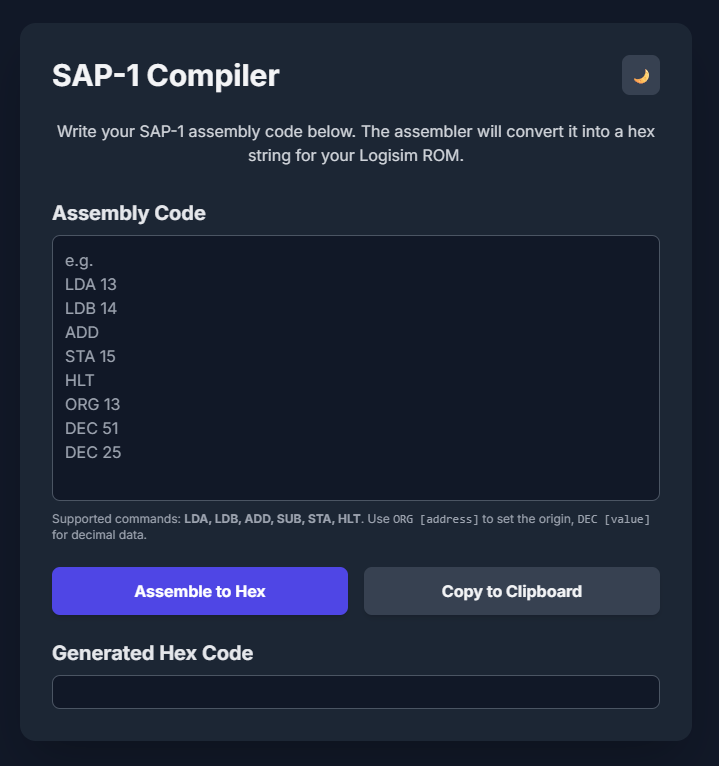 SAP-1 Compiler
Write your SAP-1 assembly code below. The assembler will convert it into a hex
string for your Logisim ROM.
Assembly Code
e.g.
LDA 13
LDB 14
ADD
STA 15
HLT
ORG 13
DEC 51
DEC 25
Supported commands: LDA, LDB, ADD, SUB, STA, HLT. Use ORG [address] to set the origin, DEC [value]
for decimal data.
Assemble to Hex
Copy to Clipboard
Generated Hex Code